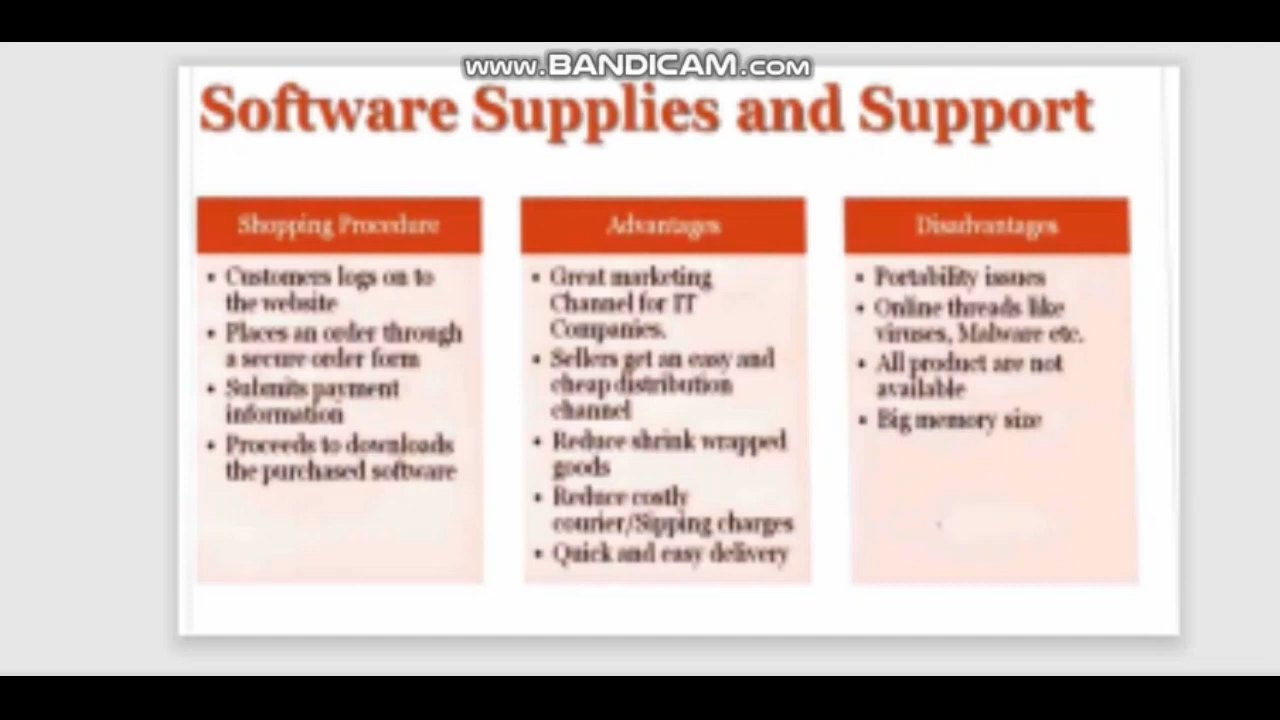 www.BANDICAM.com
Software Supplies and Support
Shopping Procedure
• Customers logs on to
the website
• Places an order through
a secure order form
• Submits payment
information
• Proceeds to downloads
the purchased software
Advantages
• Great marketing
Channel for IT
Companies.
• Sellers get an easy and
cheap distribution
channel
• Reduce shrink wrapped
goods
• Reduce costly
courier/Sipping charges
• Quick and easy delivery
Disadvantages
• Portability issues
• Online threads like
viruses, Malware etc.
• All product are not
available
• Big memory size